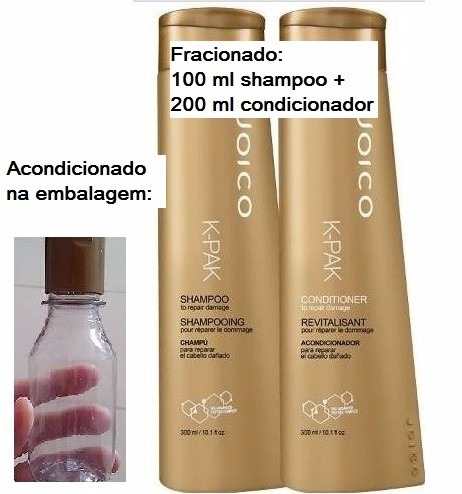 Fracionado:
100 ml shampoo +
200 ml condicionador
Acondicionado
na embalagem:
JOICO
K-PAK
SHAMPOO
to repair damage
SHAMPOOING
pour réparer le dommage
CHAMPÚ
para reparar
el cabello dañado
300 ml / 10.1 fl oz
JOICO
K-PAK
CONDITIONER
to repair damage
REVITALISANT
pour réparer le dommage
ACONDICIONADOR
para reparar
el cabello dañado
300 ml / 10.1 fl oz